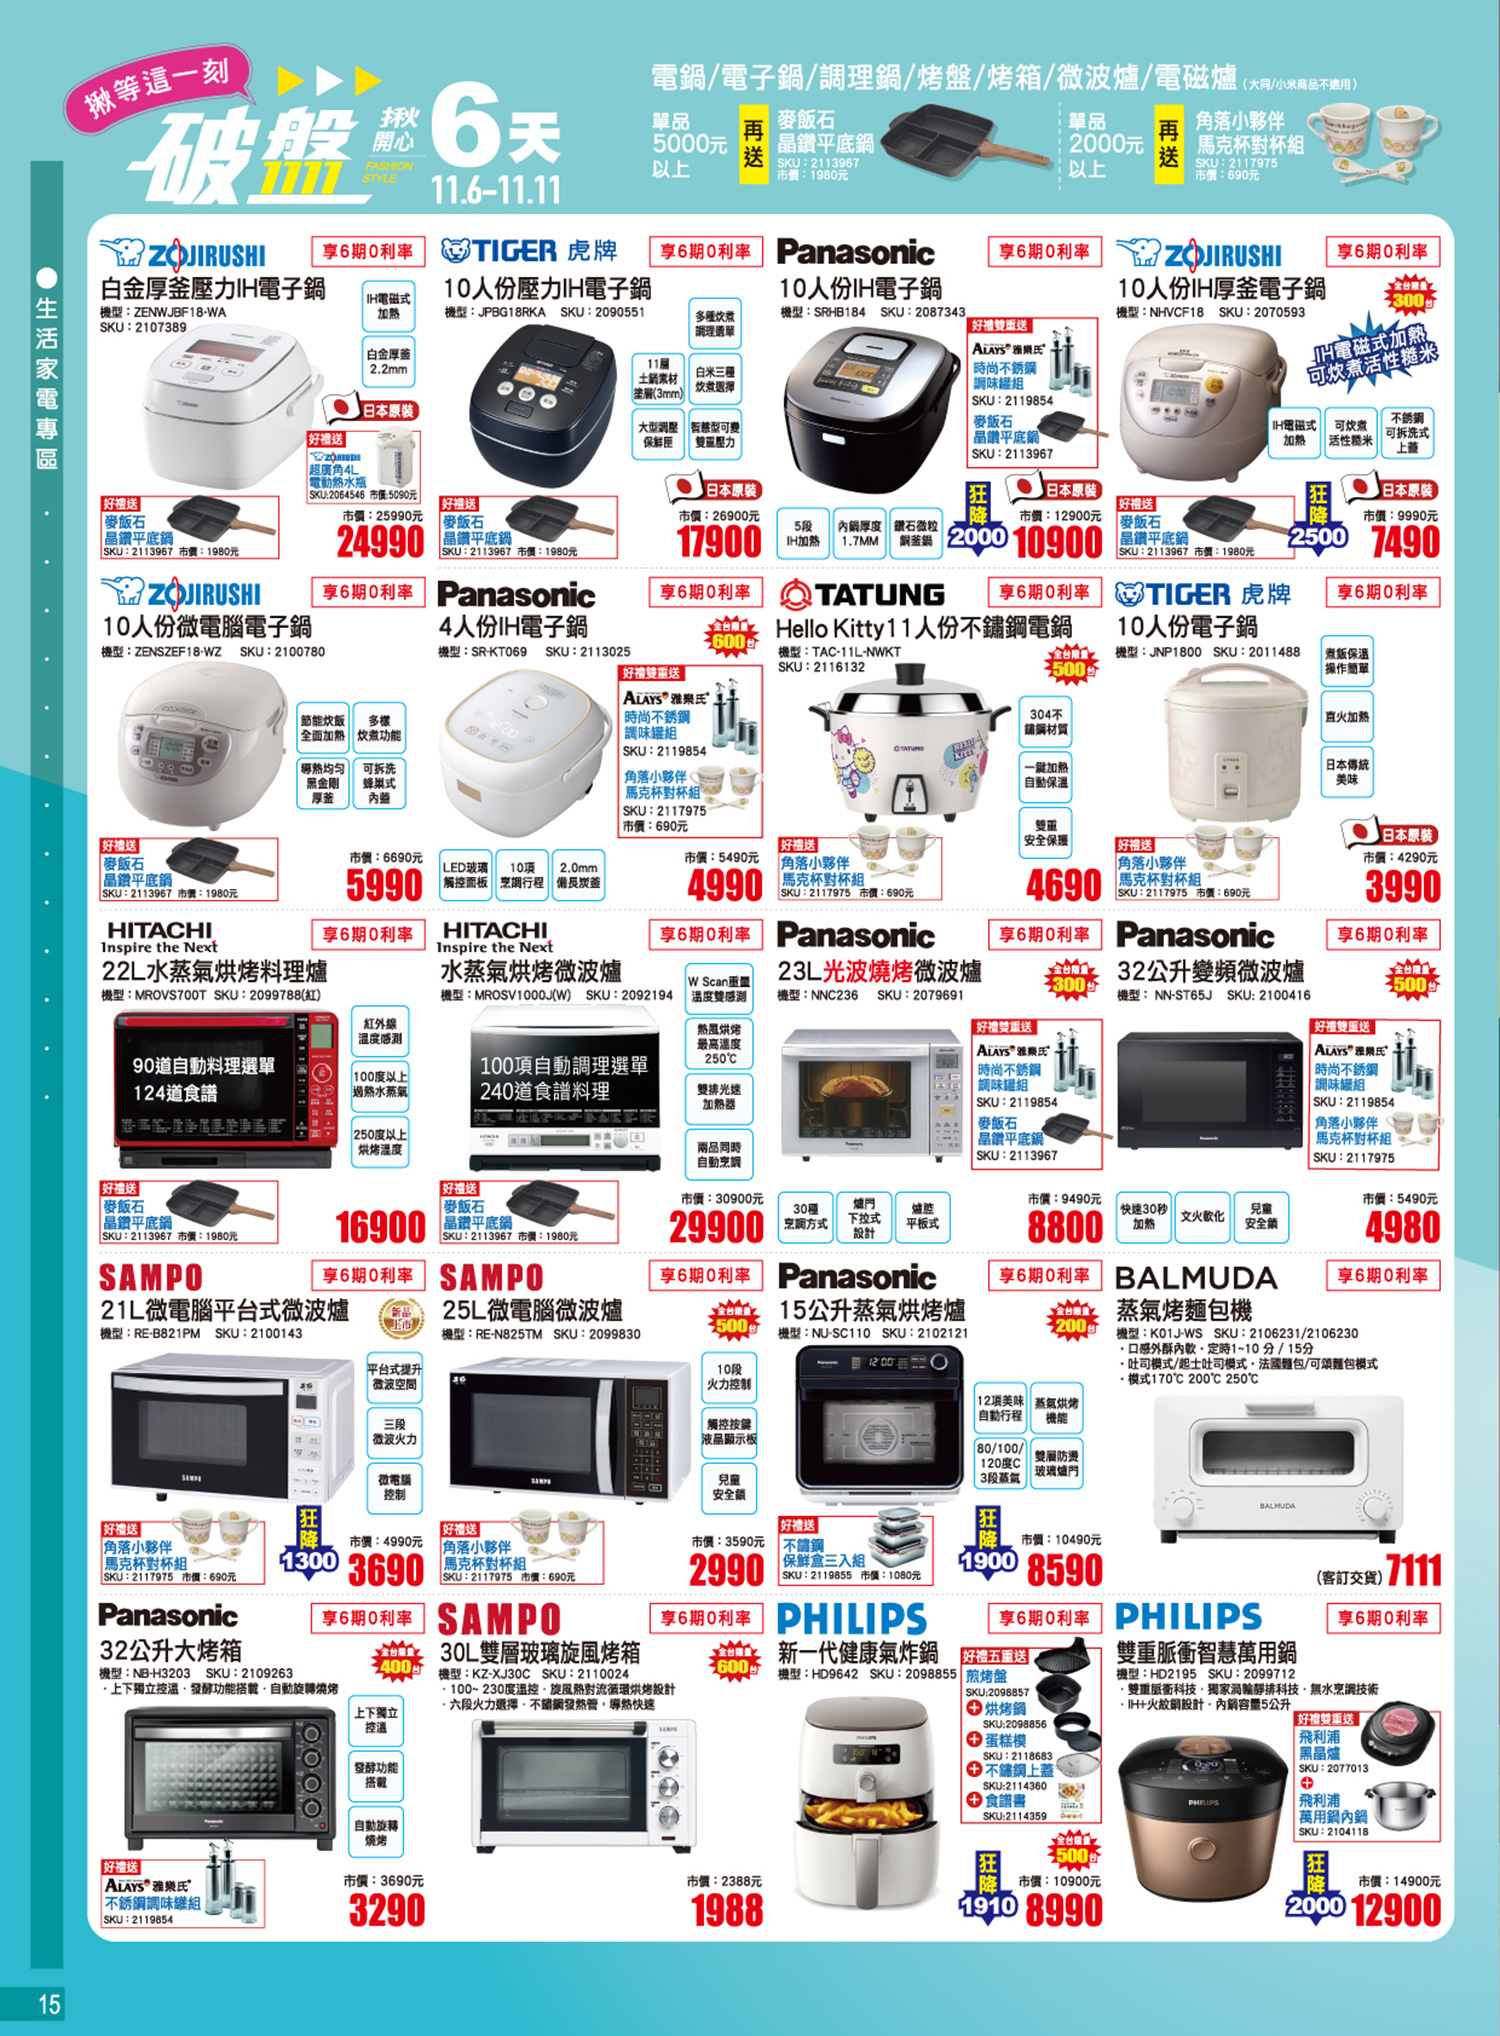 揪等這一刻
破盤
1111
揪開心
FASHION STYLE
6天
11.6-11.11
電鍋/電子鍋/調理鍋/烤盤/烤箱/微波爐/電磁爐(大同/小米商品不適用)
單品
5000元
以上
再送
麥飯石
晶鑽平底鍋
SKU:2113967
市價:1980元
單品
2000元
以上
再送
角落小夥伴
馬克杯對杯組
SKU:2117975
市價:690元
生活家電專區
ZOJIRUSHI
享6期0利率
白金厚釜壓力IH電子鍋
機型:ZENWJBF18-WA
SKU:2107389
IH電磁式
加熱
白金厚釜
2.2mm
日本原裝
好禮送
ZOJIRUSHI
超廣角4L
電動熱水瓶
SKU:2064546 市價:5090元
好禮送
麥飯石
晶鑽平底鍋
SKU:2113967 市價:1980元
市價:25990元
24990
TIGER 虎牌
享6期0利率
10人份壓力IH電子鍋
機型:JPBG18RKA SKU:2090551
多種炊煮
調理選單
11層
土鍋素材
塗層(3mm)
白米三種
炊煮選擇
大型調壓
保鮮匣
智慧型可變
雙重壓力
日本原裝
好禮送
麥飯石
晶鑽平底鍋
SKU:2113967 市價:1980元
市價:26900元
17900
Panasonic
享6期0利率
10人份IH電子鍋
機型:SRHB184 SKU:2087343
好禮雙重送
ALAYS 雅樂氏
時尚不銹鋼
調味罐組
SKU:2119854
麥飯石
晶鑽平底鍋
SKU:2113967
日本原裝
5段
IH加熱
內鍋厚度
1.7MM
鑽石微粒
銅釜鍋
狂降
2000
市價:12900元
10900
ZOJIRUSHI
享6期0利率
10人份IH厚釜電子鍋
機型:NHVCF18 SKU:2070593
全台限量
300台
IH電磁式加熱
可炊煮活性糙米
IH電磁式
加熱
可炊煮
活性糙米
不銹鋼
可拆洗式
上蓋
日本原裝
好禮送
麥飯石
晶鑽平底鍋
SKU:2113967 市價:1980元
狂降
2500
市價:9990元
7490
ZOJIRUSHI
享6期0利率
10人份微電腦電子鍋
機型:ZENSZEF18-WZ SKU:2100780
節能炊飯
全面加熱
多樣
炊煮功能
導熱均勻
黑金剛
厚釜
可拆洗
蜂巢式
內蓋
好禮送
麥飯石
晶鑽平底鍋
SKU:2113967 市價:1980元
市價:6690元
5990
Panasonic
享6期0利率
4人份IH電子鍋
機型:SR-KT069 SKU:2113025
全台限量
600台
好禮雙重送
ALAYS 雅樂氏
時尚不銹鋼
調味罐組
SKU:2119854
角落小夥伴
馬克杯對杯組
SKU:2117975
市價:690元
LED玻璃
觸控面板
10項
烹調行程
2.0mm
備長炭釜
市價:5490元
4990
TATUNG
享6期0利率
Hello Kitty11人份不鏽鋼電鍋
機型:TAC-11L-NWKT
SKU:2116132
全台限量
500台
304不
鏽鋼材質
一鍵加熱
自動保溫
雙重
安全保護
好禮送
角落小夥伴
馬克杯對杯組
SKU:2117975 市價:690元
4690
TIGER 虎牌
享6期0利率
10人份電子鍋
機型:JNP1800 SKU:2011488
煮飯保溫
操作簡單
直火加熱
日本傳統
美味
日本原裝
好禮送
角落小夥伴
馬克杯對杯組
SKU:2117975 市價:690元
市價:4290元
3990
HITACHI
Inspire the Next
享6期0利率
22L水蒸氣烘烤料理爐
機型:MROVS700T SKU:2099788(紅)
90道自動料理選單
124道食譜
紅外線
溫度感測
100度以上
過熱水蒸氣
250度以上
烘烤溫度
好禮送
麥飯石
晶鑽平底鍋
SKU:2113967 市價:1980元
16900
HITACHI
Inspire the Next
享6期0利率
水蒸氣烘烤微波爐
機型:MROSV1000J(W) SKU:2092194
100項自動調理選單
240道食譜料理
W Scan重量
溫度雙感測
熱風烘烤
最高溫度
250℃
雙排光速
加熱器
兩品同時
自動烹調
好禮送
麥飯石
晶鑽平底鍋
SKU:2113967 市價:1980元
市價:30900元
29900
Panasonic
享6期0利率
23L光波燒烤微波爐
機型:NNC236 SKU:2079691
全台限量
300台
好禮雙重送
ALAYS 雅樂氏
時尚不銹鋼
調味罐組
SKU:2119854
麥飯石
晶鑽平底鍋
SKU:2113967
30種
烹調方式
爐門
下拉式
設計
爐腔
平板式
市價:9490元
8800
Panasonic
享6期0利率
32公升變頻微波爐
機型:NN-ST65J SKU:2100416
全台限量
500台
好禮雙重送
ALAYS 雅樂氏
時尚不銹鋼
調味罐組
SKU:2119854
角落小夥伴
馬克杯對杯組
SKU:2117975
快速30秒
加熱
文火軟化
兒童
安全鎖
市價:5490元
4980
SAMPO
享6期0利率
21L微電腦平台式微波爐
機型:RE-B821PM SKU:2100143
新品
上市
平台式提升
微波空間
三段
微波火力
微電腦
控制
好禮送
角落小夥伴
馬克杯對杯組
SKU:2117975 市價:690元
狂降
1300
市價:4990元
3690
SAMPO
享6期0利率
25L微電腦微波爐
機型:RE-N825TM SKU:2099830
全台限量
500台
10段
火力控制
觸控按鍵
液晶顯示板
兒童
安全鎖
好禮送
角落小夥伴
馬克杯對杯組
SKU:2117975 市價:690元
市價:3590元
2990
Panasonic
享6期0利率
15公升蒸氣烘烤爐
機型:NU-SC110 SKU:2102121
全台限量
200台
12項美味
自動行程
蒸氣烘烤
機能
80/100/
120度C
3段蒸氣
雙層防燙
玻璃爐門
好禮送
不鏽鋼
保鮮盒三入組
SKU:2119855 市價:1080元
狂降
1900
市價:10490元
8590
BALMUDA
享6期0利率
蒸氣烤麵包機
機型:K01J-WS SKU:2106231/2106230
·口感外酥內軟·定時1~10 分 / 15分
·吐司模式/起士吐司模式·法國麵包/可頌麵包模式
·模式170℃ 200℃ 250℃
BALMUDA
(客訂交貨)7111
Panasonic
享6期0利率
32公升大烤箱
機型:NB-H3203 SKU:2109263
·上下獨立控溫·發酵功能搭載·自動旋轉燒烤
全台限量
400台
上下獨立
控溫
發酵功能
搭載
自動旋轉
燒烤
好禮送
ALAYS 雅樂氏
不銹鋼調味罐組
SKU:2119854
市價:3690元
3290
SAMPO
享6期0利率
30L雙層玻璃旋風烤箱
機型:KZ-XJ30C SKU:2110024
·100~ 230度溫控·旋風熱對流循環烘烤設計
·六段火力選擇·不鏽鋼發熱管,導熱快速
全台限量
600台
市價:2388元
1988
PHILIPS
享6期0利率
新一代健康氣炸鍋
機型:HD9642 SKU:2098855
好禮五重送
煎烤盤
SKU:2098857
+烘烤鍋
SKU:2098856
+蛋糕模
SKU:2118683
+不鏽鋼上蓋
SKU:2114360
+食譜書
SKU:2114359
全台限量
500台
狂降
1910
市價:10900元
8990
PHILIPS
享6期0利率
雙重脈衝智慧萬用鍋
機型:HD2195 SKU:2099712
·雙重脈衝科技·獨家渦輪靜排科技·無水烹調技術
·IH+火紋鍋設計·內鍋容量5公升
好禮雙重送
飛利浦
黑晶爐
SKU:2077013
+
飛利浦
萬用鍋內鍋
SKU:2104118
PHILIPS
狂降
2000
市價:14900元
12900
15